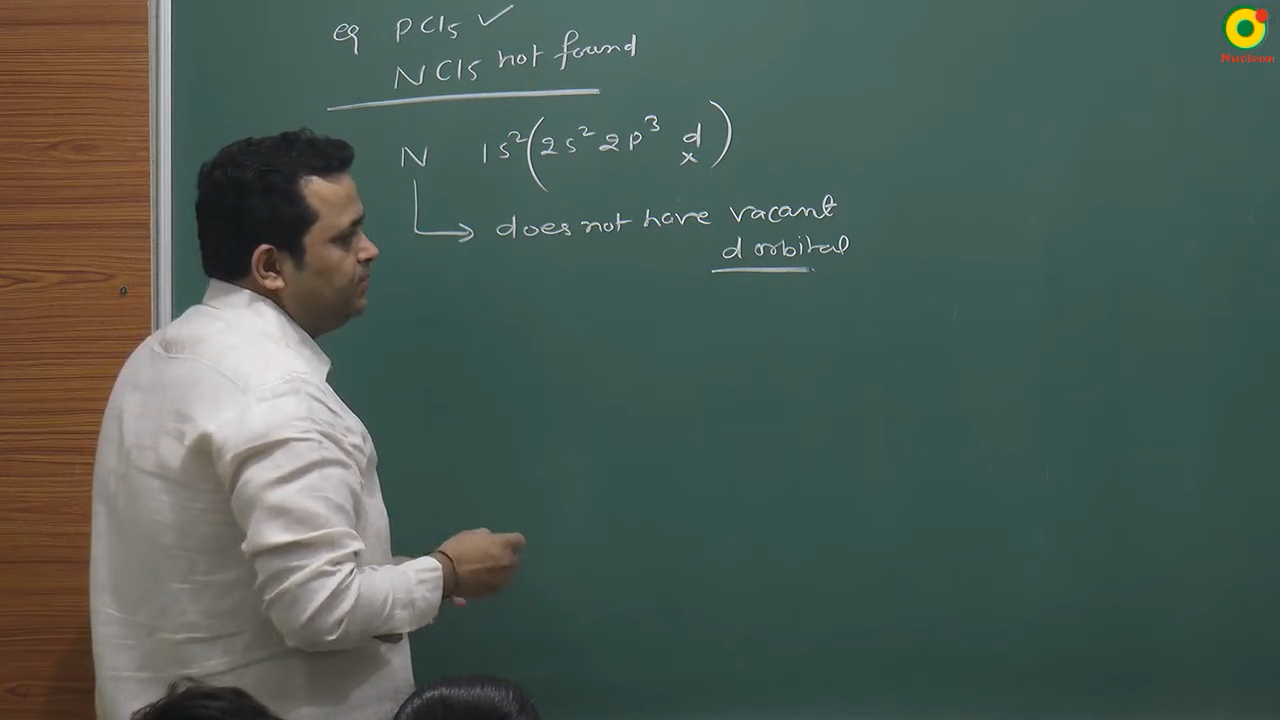 eg PCl5 ✓
NCl5 not found
N 1s²(2s² 2p³ d)
x
does not have vacant
d orbital
Nucleon